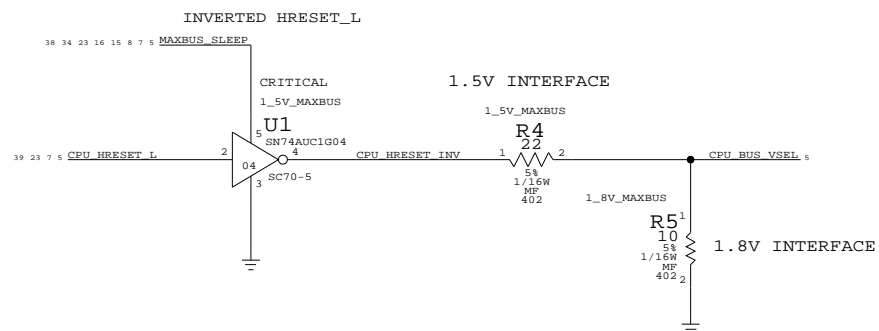 INVERTED HRESET_L
38 34 23 16 15 8 7 5 MAXBUS_SLEEP
CRITICAL
1_5V_MAXBUS
5 U1
SN74AUC1G04
39 23 7 5 CPU_HRESET_L
2
04
4
3
SC70-5
CPU_HRESET_INV
1.5V INTERFACE
1_5V_MAXBUS
R4
22
1
2
5%
1/16W
MF
402
CPU_BUS_VSEL 5
1_8V_MAXBUS
R5 1
10
5%
1/16W
MF
402 2
1.8V INTERFACE